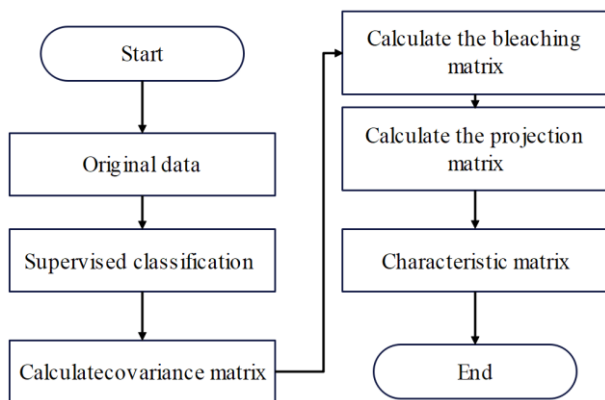 Start
Original data
Supervised classification
Calculatecovariance matrix
Calculate the bleaching
matrix
Calculate the projection
matrix
Characteristic matrix
End